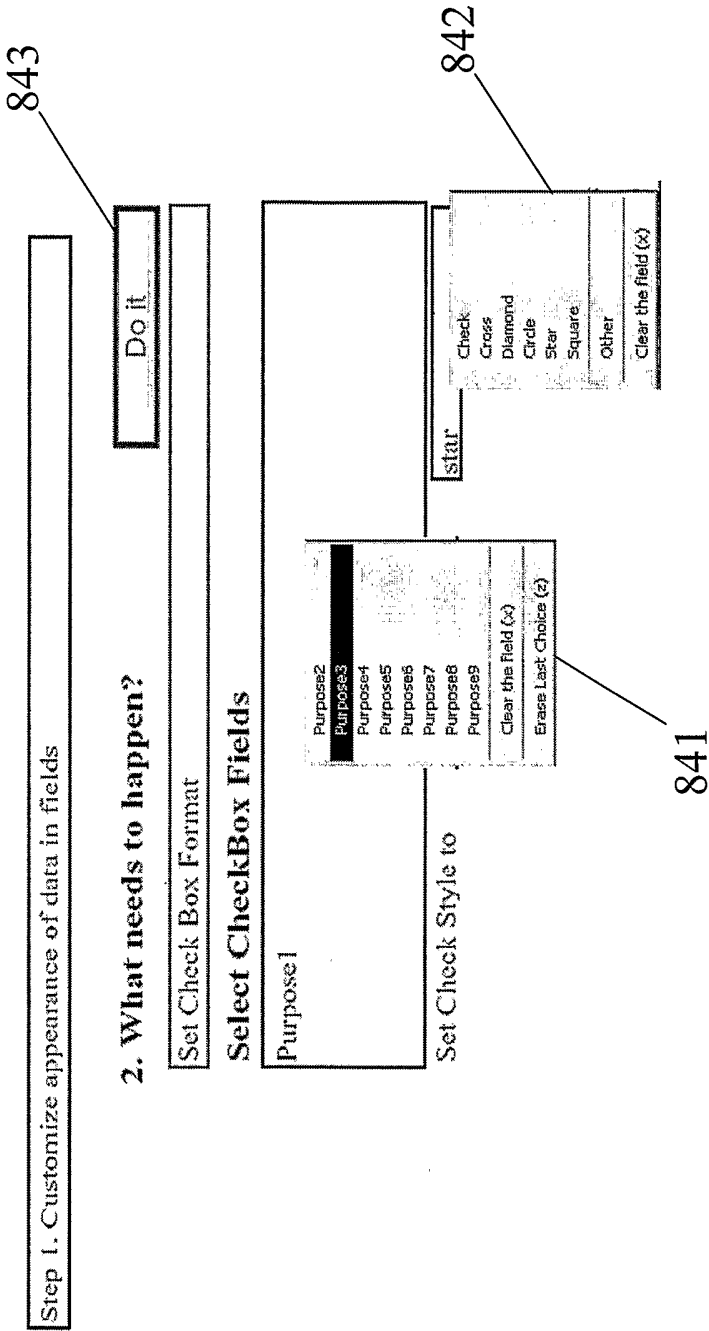 Step 1. Customize appearance of data in fields
843
2. What needs to happen?
Do it
Set Check Box Format
Select CheckBox Fields
Purpose1
Purpose2
Purpose3
Purpose4
Purpose5
Purpose6
Purpose7
Purpose8
Purpose9
Clear the field (x)
Erase Last Choice (z)
841
Set Check Style to
star
Check
Cross
Diamond
Circle
Star
Square
Other
Clear the field (x)
842